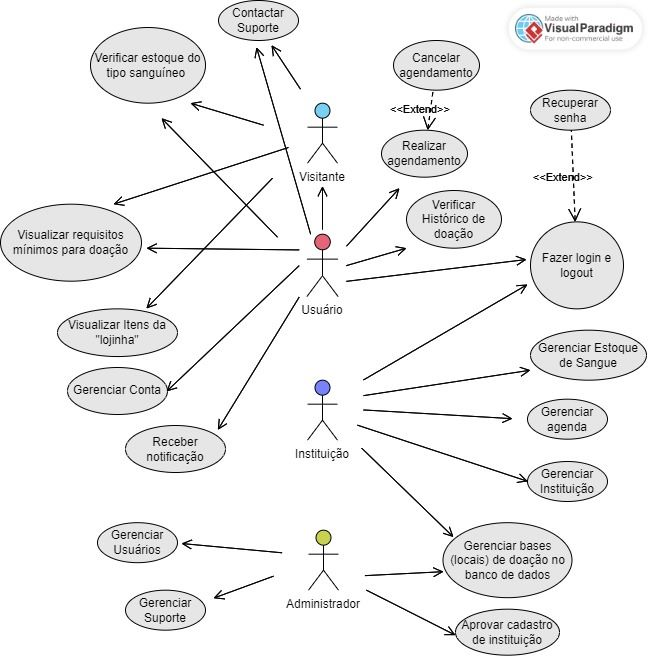 Contactar
Suporte
Made with
VisualParadigm
For non-commercial use
Verificar estoque do
tipo sanguíneo
Cancelar
agendamento
<<Extend>>
Recuperar
senha
Realizar
agendamento
Visitante
<<Extend>>
Verificar
Histórico de
doação
Visualizar requisitos
mínimos para doação
Fazer login e
logout
Usuário
Visualizar Itens da
"lojinha"
Gerenciar Estoque
de Sangue
Gerenciar Conta
Gerenciar
agenda
Receber
notificação
Instituição
Gerenciar
Instituição
Gerenciar
Usuários
Gerenciar bases
(locais) de doação no
banco de dados
Gerenciar
Suporte
Administrador
Aprovar cadastro
de instituição